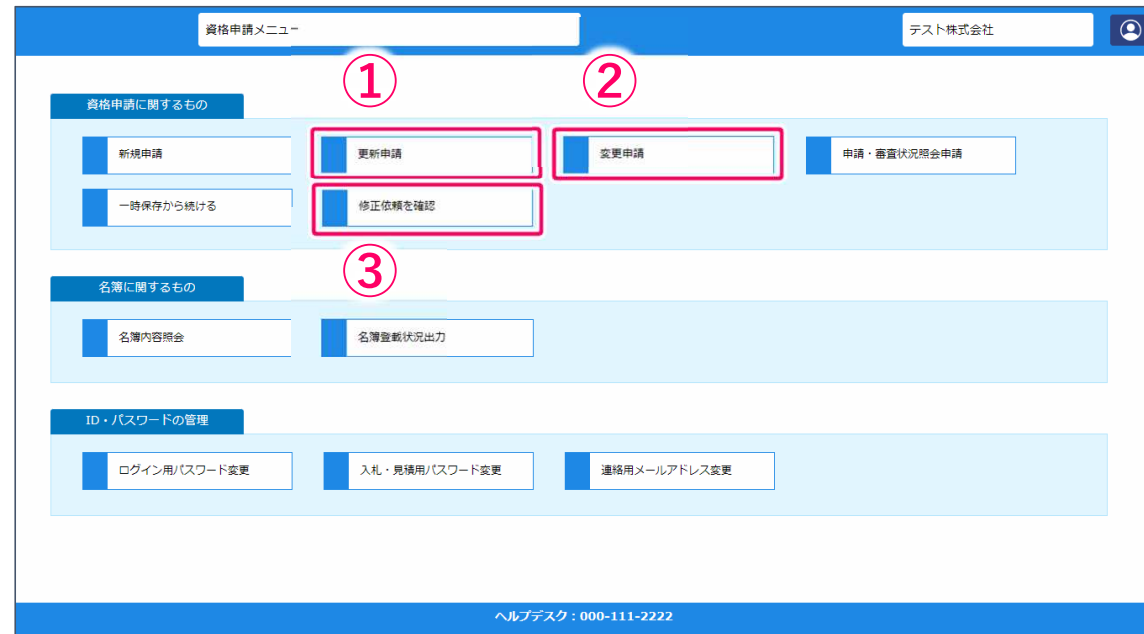 資格申請メニュー
テスト株式会社
① ②
資格申請に関するもの
新規申請 更新申請 変更申請 申請・審査状況照会申請
一時保存から続ける 修正依頼を確認
③
名簿に関するもの
名簿内容照会 名簿登載状況出力
ID・パスワードの管理
ログイン用パスワード変更 入札・見積用パスワード変更 連絡用メールアドレス変更
ヘルプデスク：000-111-2222